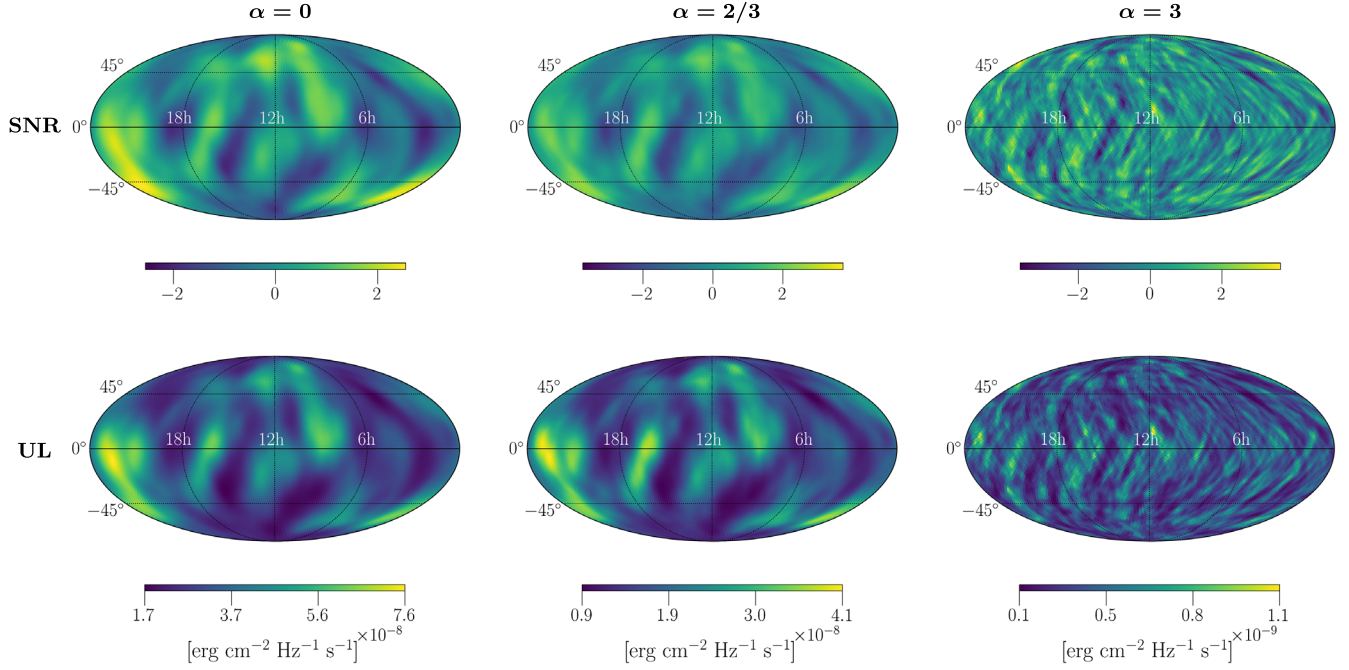 α = 0 α = 2/3 α = 3
45° 45° 45°
SNR 0° 18h 12h 6h 0° 18h 12h 6h 0° 18h 12h 6h
−45° −45° −45°
−2 0 2 −2 0 2 −2 0 2
45° 45° 45°
UL 0° 18h 12h 6h 0° 18h 12h 6h 0° 18h 12h 6h
−45° −45° −45°
1.7 3.7 5.6 7.6 0.9 1.9 3.0 4.1 0.1 0.5 0.8 1.1
[erg cm⁻² Hz⁻¹ s⁻¹]×10⁻⁸ [erg cm⁻² Hz⁻¹ s⁻¹]×10⁻⁸ [erg cm⁻² Hz⁻¹ s⁻¹]×10⁻⁹